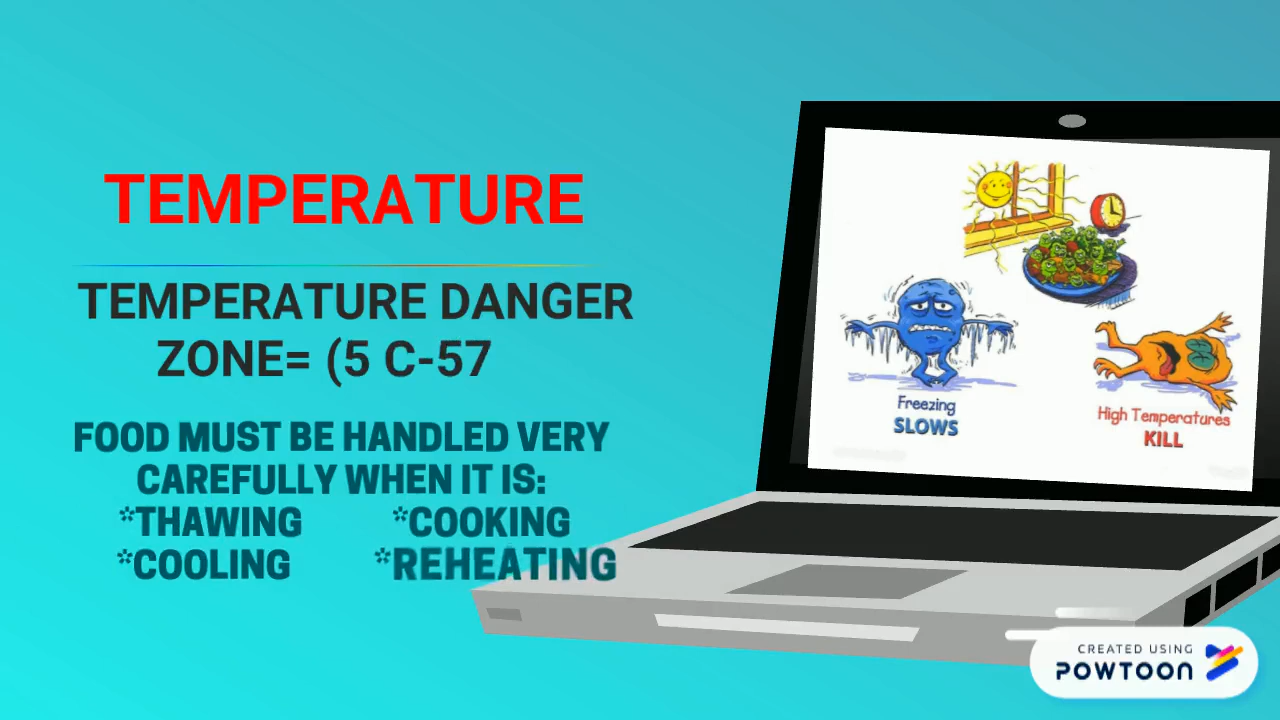 TEMPERATURE
TEMPERATURE DANGER
ZONE= (5 C-57
FOOD MUST BE HANDLED VERY
CAREFULLY WHEN IT IS:
*THAWING *COOKING
*COOLING *REHEATING
Freezing
SLOWS
High Temperatures
KILL
CREATED USING
POWTOON